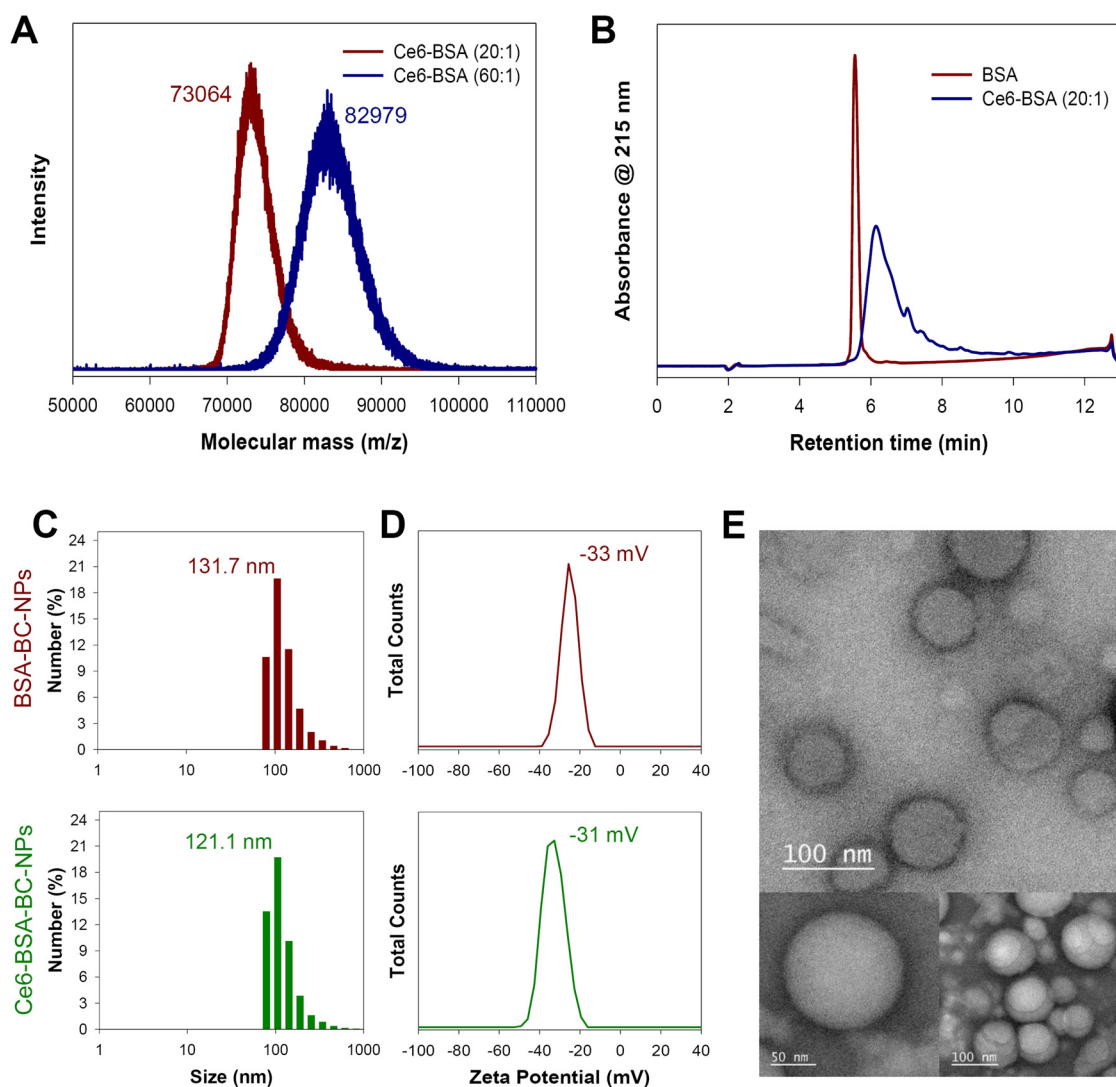 A
Ce6-BSA (20:1)
Ce6-BSA (60:1)
73064
82979
Intensity
50000 60000 70000 80000 90000 100000 110000
Molecular mass (m/z)
B
BSA
Ce6-BSA (20:1)
Absorbance @ 215 nm
0 2 4 6 8 10 12
Retention time (min)
C
BSA-BC-NPs
Number (%)
24
21
18
15
12
9
6
3
0
131.7 nm
1 10 100 1000
D
Total Counts
-33 mV
-100 -80 -60 -40 -20 0 20 40
Ce6-BSA-BC-NPs
Number (%)
24
21
18
15
12
9
6
3
0
121.1 nm
1 10 100 1000
Size (nm)
Total Counts
-31 mV
-100 -80 -60 -40 -20 0 20 40
Zeta Potential (mV)
E
100 nm
50 nm
100 nm